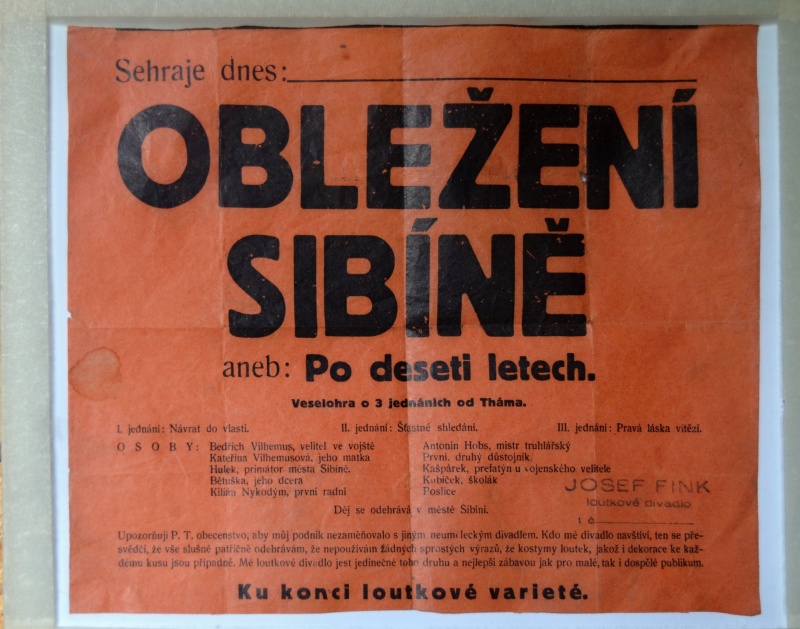 Sehraje dnes:
OBLEŽENÍ
SIBÍNĚ
aneb: Po deseti letech.
Veselohra o 3 jednáních od Tháma.
I. jednání: Návrat do vlasti. II. jednání: Šťastné shledání. III. jednání: Pravá láska vítězí.
OSOBY: Bedřich Vilhemus, velitel ve vojště
Kateřina Vilhemusová, jeho matka
Hulek, primátor města Sibíně.
Bětuška, jeho dcera
Kilián Nykodým, první radní
Antonín Hobs, mistr truhlářský
První, druhý důstojník
Kašpárek, prefatýn u vojenského velitele
Kubíček, školák
Poslice
JOSEF FINK
loutkové divadlo
Děj se odehrává v městě Sibíni.
Upozorňuji P. T. obecenstvo, aby můj podnik nezaměňovalo s jiným neuměleckým divadlem. Kdo mé divadlo navštíví, ten se pře-
svědčí, že vše slušně patřičně odehrávám, že nepoužívám žádných sprostých výrazů, že kostymy loutek, jakož i dekorace ke kaž-
dému kusu jsou případné. Mé loutkové divadlo jest jedinečné toho druhu a nejlepší zábavou jak pro malé, tak i dospělé publikum.
Ku konci loutkové varieté.